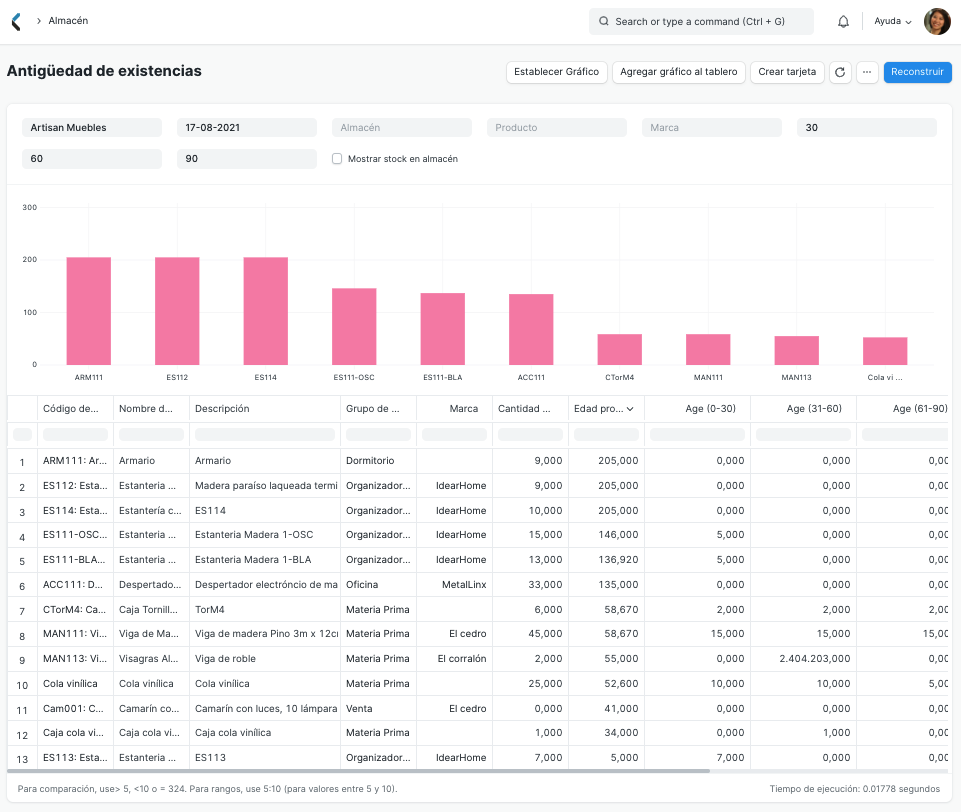 Almacén
Search or type a command (Ctrl + G)
Ayuda
Antigüedad de existencias
Establecer Gráfico
Agregar gráfico al tablero
Crear tarjeta
Reconstruir
Artisan Muebles 17-08-2021 Almacén Producto Marca 30
60 90 Mostrar stock en almacén
300
200
100
0
ARM111 ES112 ES114 ES111-OSC ES111-BLA ACC111 CTorM4 MAN111 MAN113 Cola vi ...
Código de... Nombre d... Descripción Grupo de ... Marca Cantidad ... Edad pro... Age (0-30) Age (31-60) Age (61-90)
1 ARM111: Ar... Armario Armario Dormitorio 9,000 205,000 0,000 0,000 0,00
2 ES112: Esta... Estanteria ... Madera paraíso laqueada termi Organizador... IdearHome 9,000 205,000 0,000 0,000 0,00
3 ES114: Esta... Estantería c... ES114 Organizador... IdearHome 10,000 205,000 0,000 0,000 0,00
4 ES111-OSC... Estanteria ... Estanteria Madera 1-OSC Organizador... IdearHome 15,000 146,000 5,000 0,000 0,00
5 ES111-BLA... Estanteria ... Estanteria Madera 1-BLA Organizador... IdearHome 13,000 136,920 5,000 0,000 0,00
6 ACC111: D... Despertado... Despertador electróncio de ma Oficina MetalLinx 33,000 135,000 0,000 0,000 0,00
7 CTorM4: Ca... Caja Tornill... TorM4 Materia Prima 6,000 58,670 2,000 2,000 2,00
8 MAN111: Vi... Viga de Ma... Viga de madera Pino 3m x 12c Materia Prima El cedro 45,000 58,670 15,000 15,000 15,00
9 MAN113: Vi... Visagras Al... Viga de roble Materia Prima El corralón 2,000 55,000 0,000 2.404.203,000 0,00
10 Cola vinílica Cola vinílica Cola vinílica Materia Prima 25,000 52,600 10,000 10,000 5,00
11 Cam001: C... Camarín co... Camarín con luces, 10 lámpara Venta El cedro 0,000 41,000 0,000 0,000 0,00
12 Caja cola vi... Caja cola vi... Caja cola vinílica Materia Prima 1,000 34,000 0,000 1,000 0,00
13 ES113: Esta... Estanteria ... ES113 Organizador... IdearHome 7,000 5,000 7,000 0,000 0,00
Para comparación, use> 5, <10 o = 324. Para rangos, use 5:10 (para valores entre 5 y 10).
Tiempo de ejecución: 0.01778 segundos